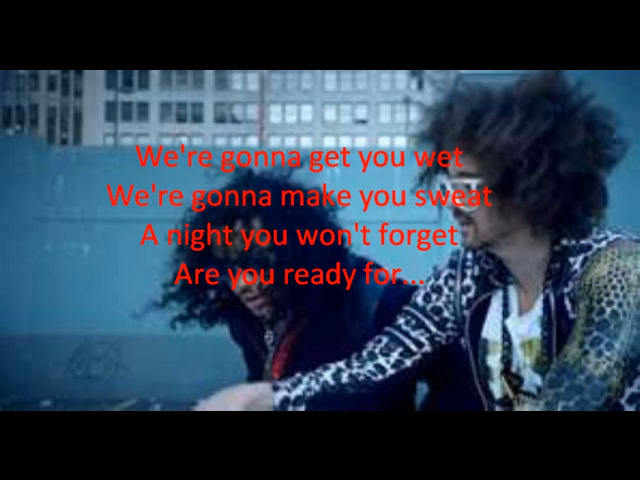 We're gonna get you wet
We're gonna make you sweat
A night you won't forget
Are you ready for...